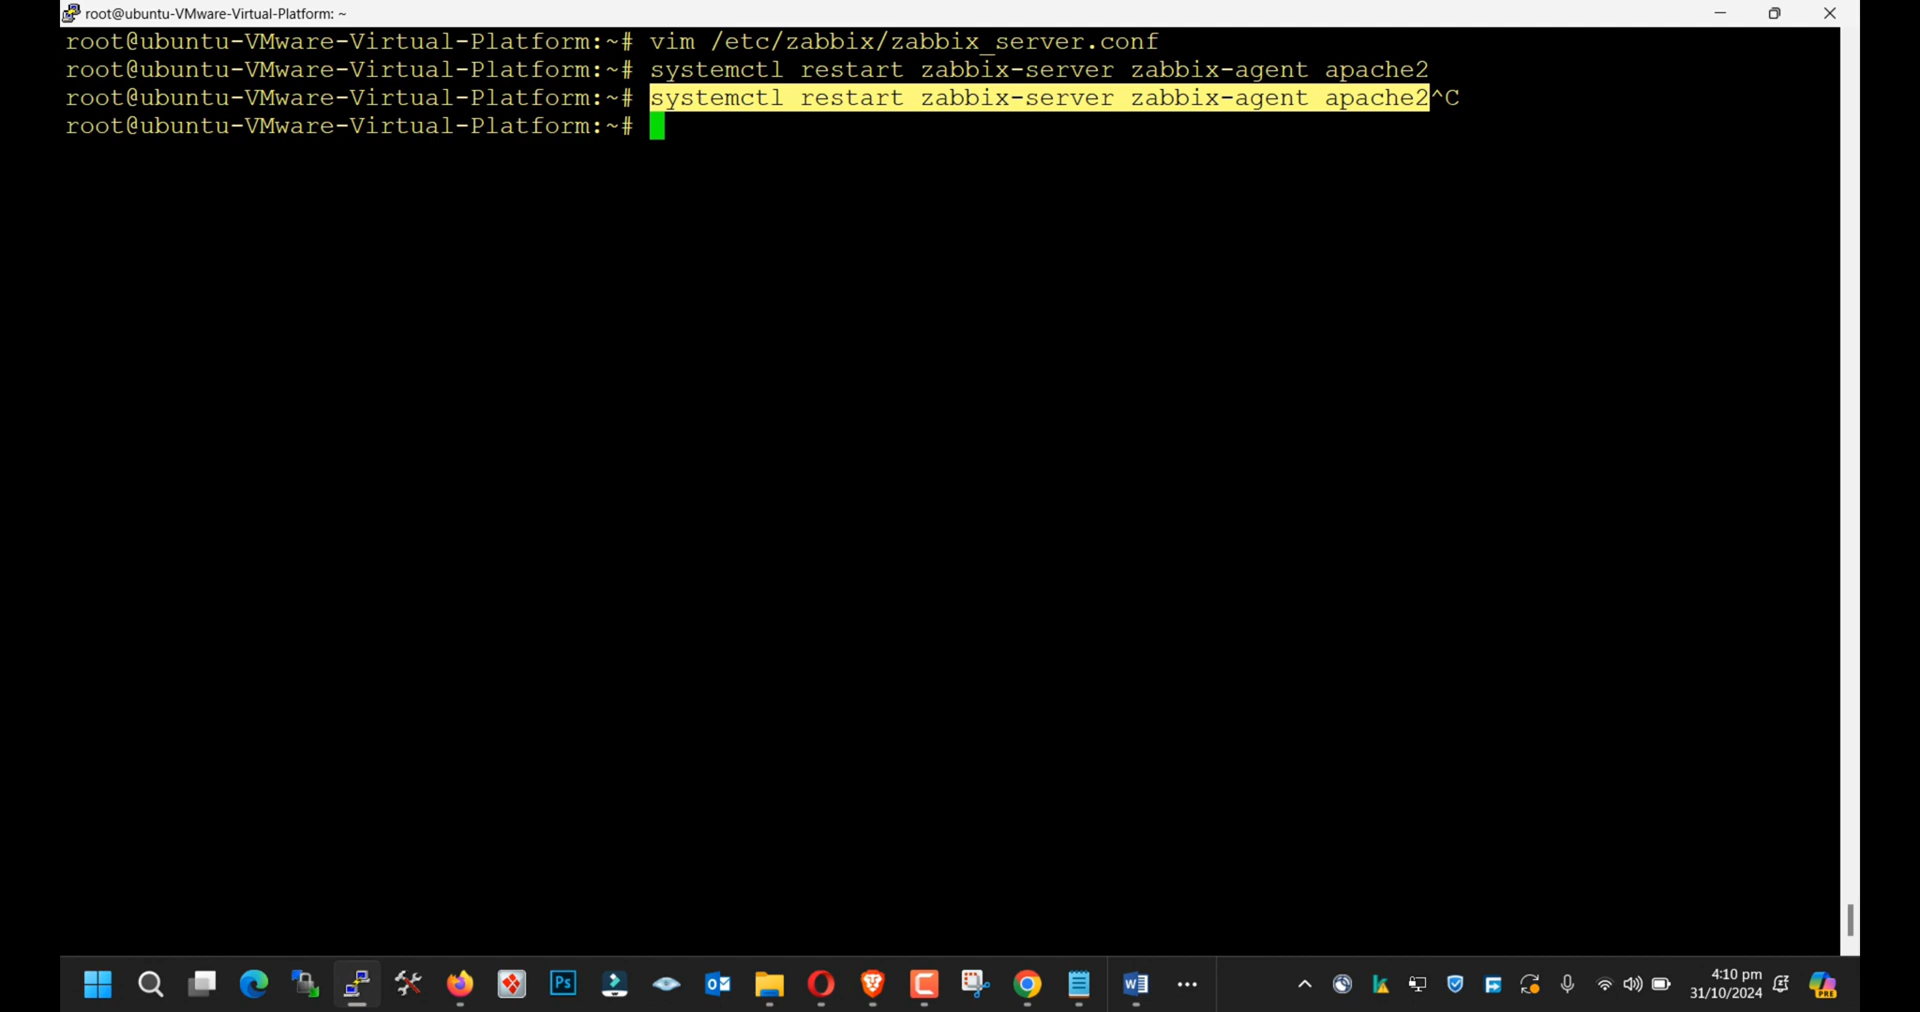 root@ubuntu-VMware-Virtual-Platform: ~
root@ubuntu-VMware-Virtual-Platform:~# vim /etc/zabbix/zabbix_server.conf
root@ubuntu-VMware-Virtual-Platform:~# systemctl restart zabbix-server zabbix-agent apache2
root@ubuntu-VMware-Virtual-Platform:~# systemctl restart zabbix-server zabbix-agent apache2^C
root@ubuntu-VMware-Virtual-Platform:~#
Ps
4:10 pm
31/10/2024
PRE